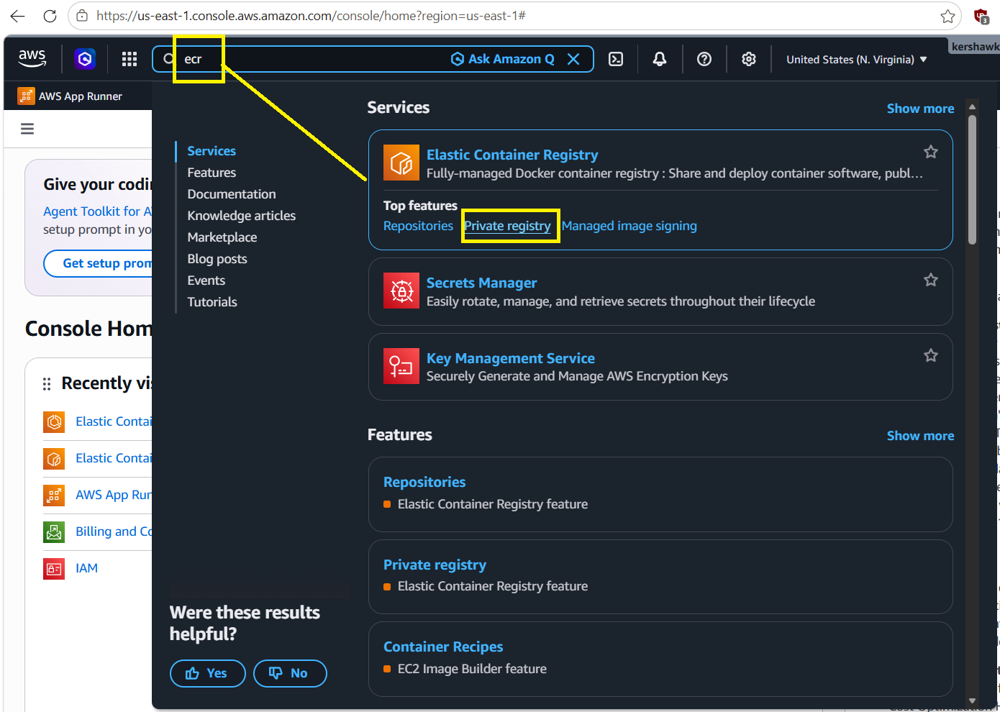 https://us-east-1.console.aws.amazon.com/console/home?region=us-east-1#
3
aws
ecr
Ask Amazon Q
United States (N. Virginia)
kershawk
AWS App Runner
Give your codin
Agent Toolkit for A
setup prompt in yo
Get setup prom
Console Hom
Recently vis
Elastic Contai
Elastic Contai
AWS App Run
Billing and Co
IAM
Services
Features
Documentation
Knowledge articles
Marketplace
Blog posts
Events
Tutorials
Were these results
helpful?
Yes
No
Services
Show more
Elastic Container Registry
Fully-managed Docker container registry : Share and deploy container software, publ...
Top features
Repositories
Private registry
Managed image signing
Secrets Manager
Easily rotate, manage, and retrieve secrets throughout their lifecycle
Key Management Service
Securely Generate and Manage AWS Encryption Keys
Features
Show more
Repositories
Elastic Container Registry feature
Private registry
Elastic Container Registry feature
Container Recipes
EC2 Image Builder feature